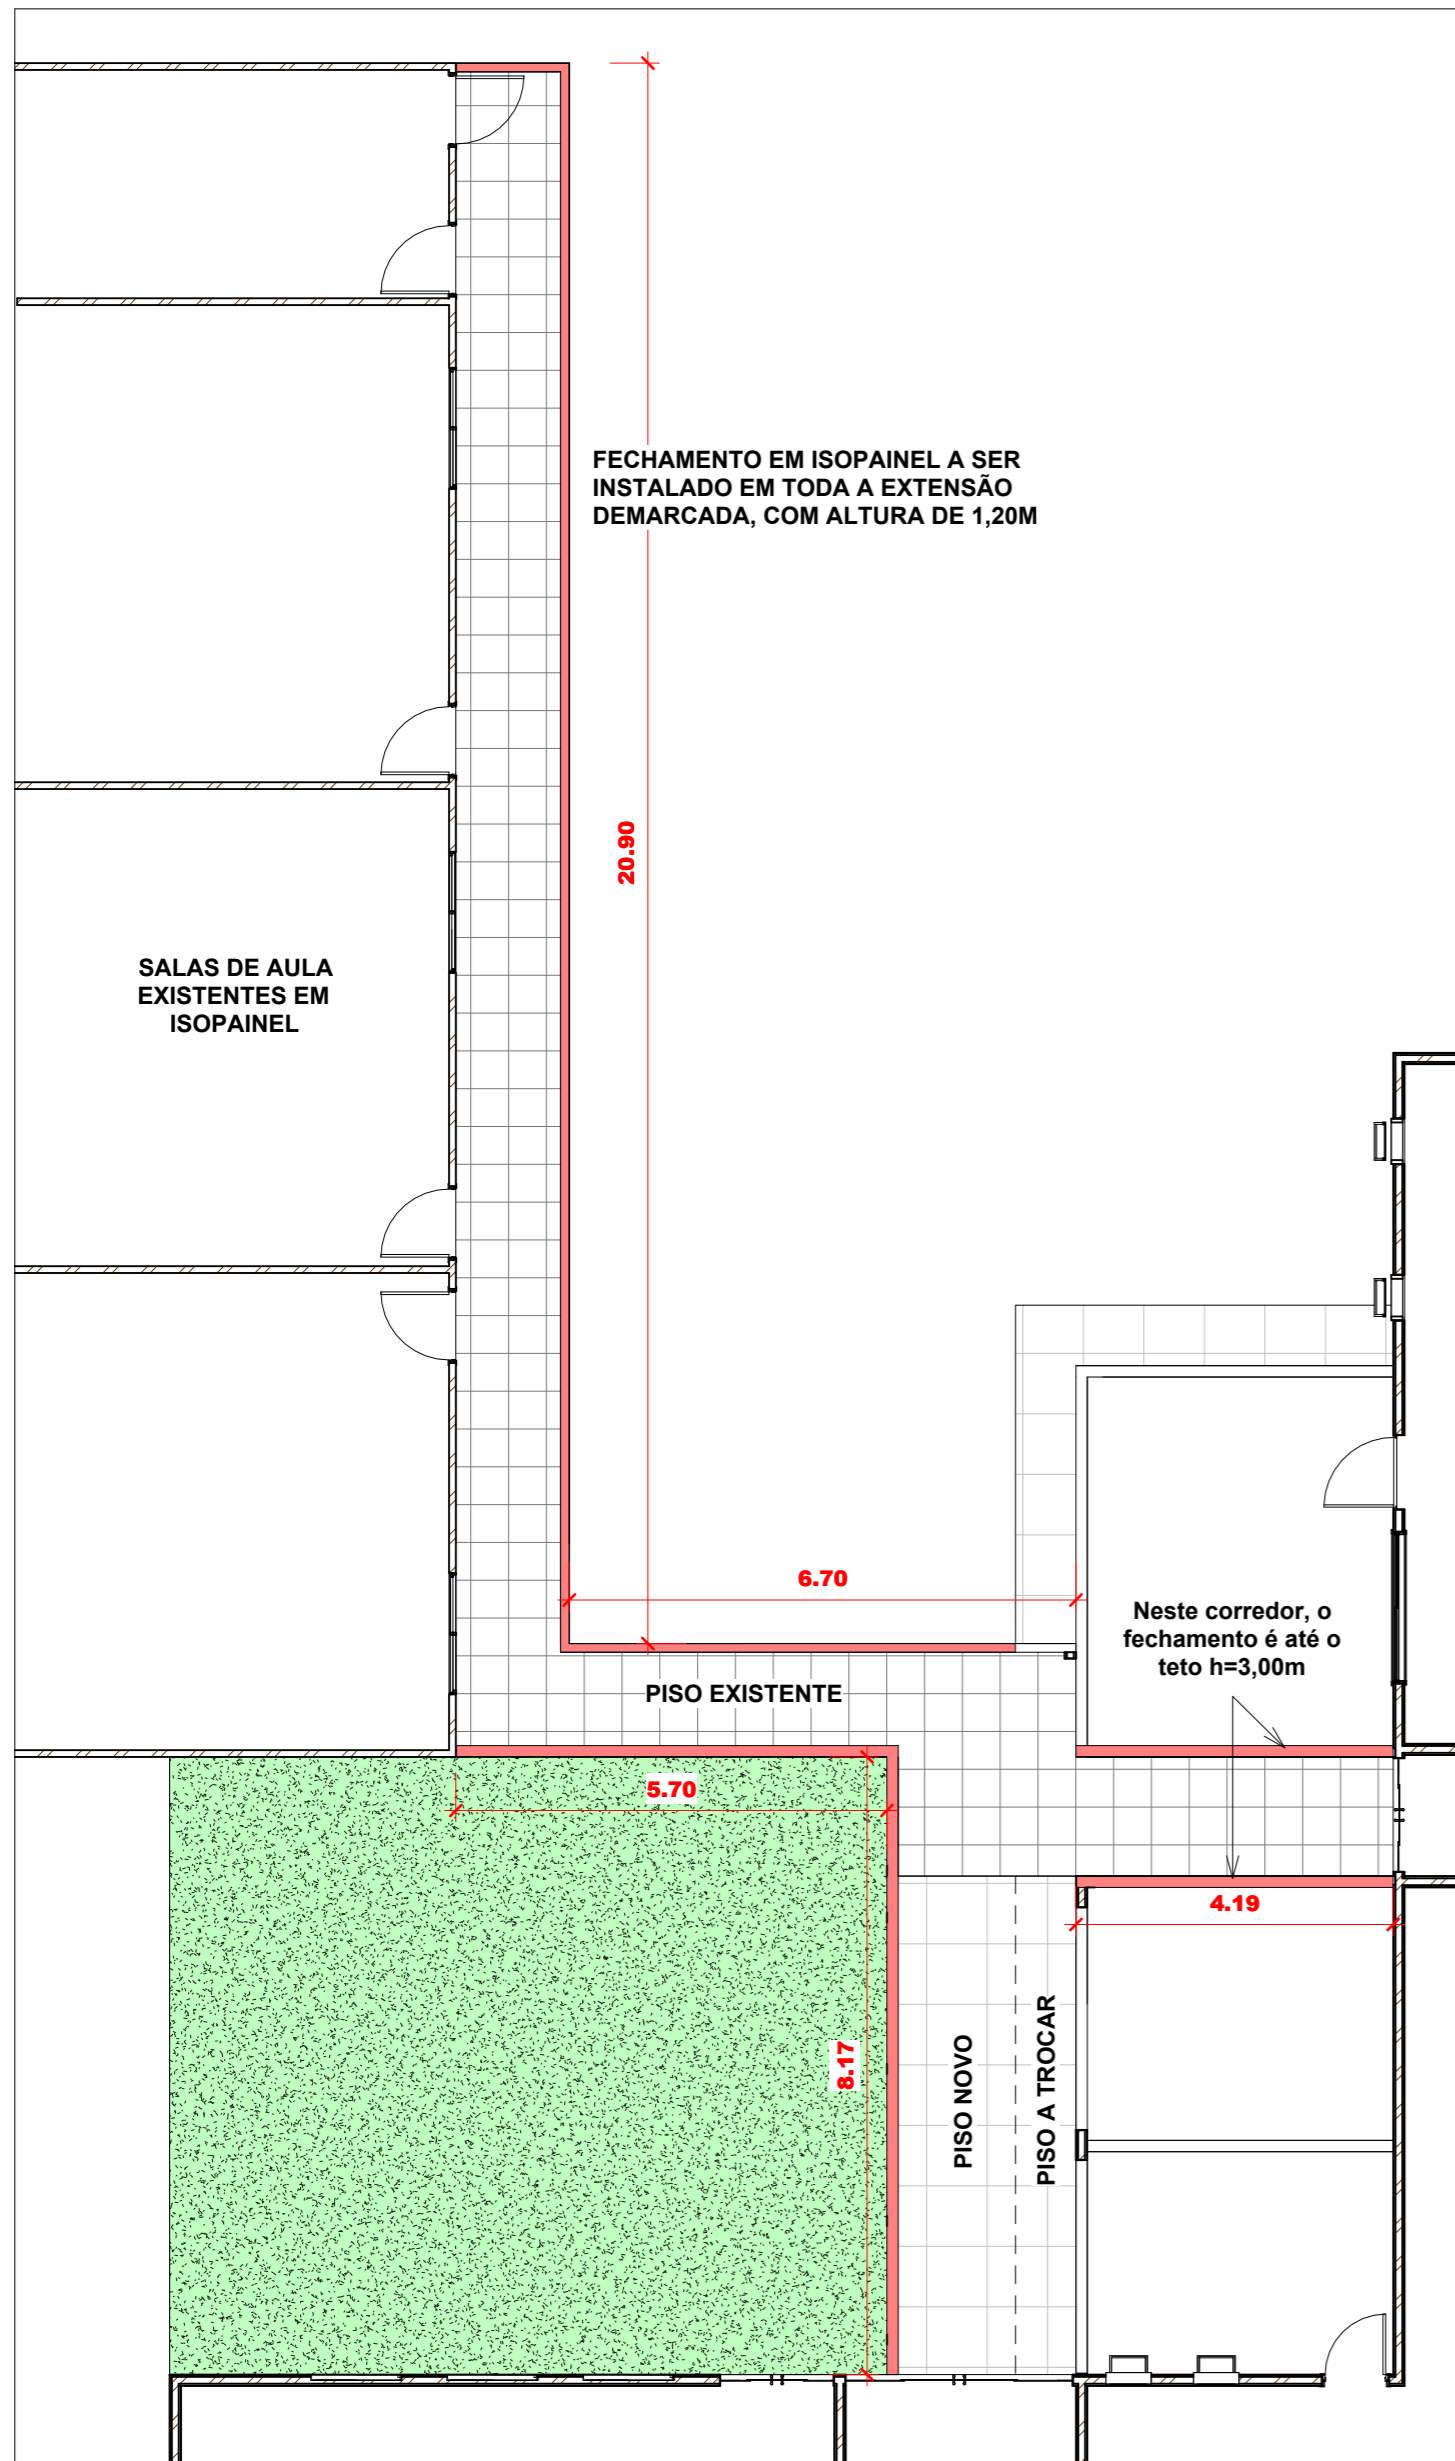 FECHAMENTO EM ISOPAINEL A SER
INSTALADO EM TODA A EXTENSÃO
DEMARCADA, COM ALTURA DE 1,20M
20.90
SALAS DE AULA
EXISTENTES EM
ISOPAINEL
6.70
Neste corredor, o
fechamento é até o
teto h=3,00m
PISO EXISTENTE
5.70
4.19
8.17
PISO NOVO
PISO A TROCAR